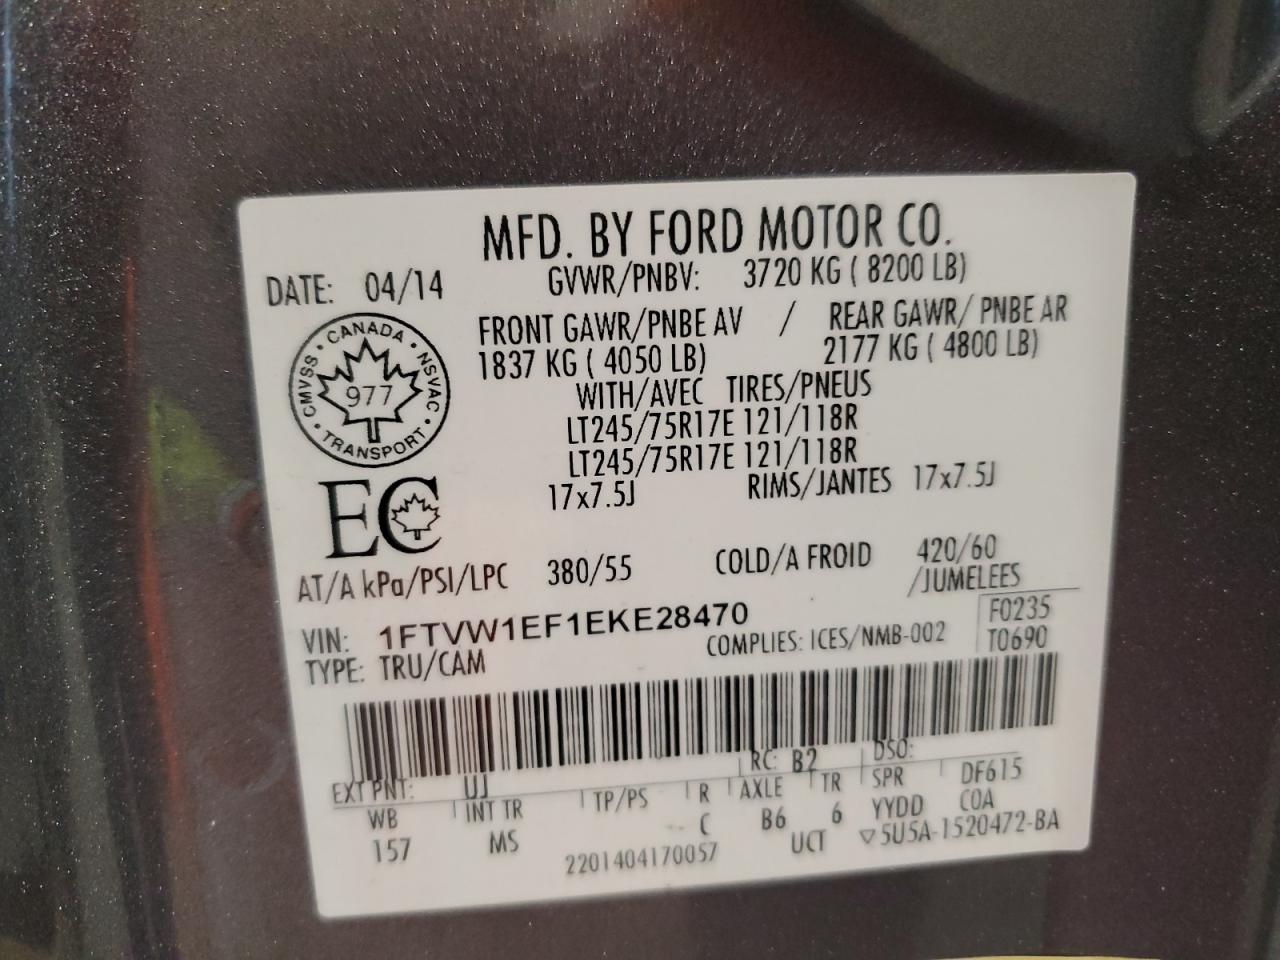 MFD. BY FORD MOTOR CO.
DATE: 04/14
GVWR/PNBV: 3720 KG ( 8200 LB)
FRONT GAWR/PNBE AV / REAR GAWR/ PNBE AR
1837 KG ( 4050 LB) 2177 KG ( 4800 LB)
WITH/AVEC TIRES/PNEUS
LT245/75R17E 121/118R
LT245/75R17E 121/118R
17x7.5J RIMS/JANTES 17x7.5J
CANADA • NSVAC • TRANSPORT • CMVSS •
977
EC
AT/A kPa/PSI/LPC 380/55 COLD/A FROID 420/60
/JUMELEES
VIN: 1FTVW1EF1EKE28470
F0235
TYPE: TRU/CAM COMPLIES: ICES/NMB-002 T0690
EXT PNT: UJ RC: B2 DSO:
WB INT TR TP/PS R AXLE TR SPR DF615
157 MS C B6 6 YYDD COA
2201404170057 UCT ▽5U5A-1520472-BA